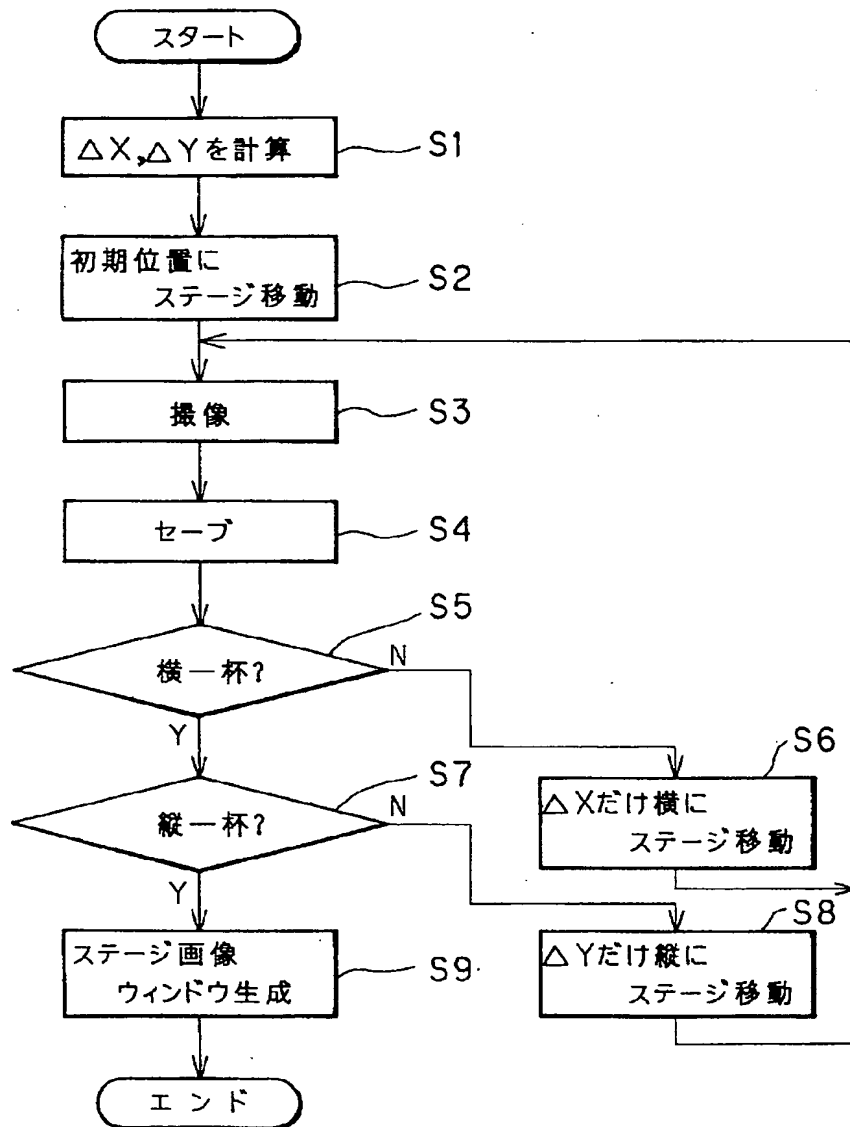 スタート
△X,△Yを計算
S1
初期位置に
ステージ移動
S2
撮像
S3
セーブ
S4
S5
横一杯?
N
Y
S6
△Xだけ横に
ステージ移動
S7
縦一杯?
N
Y
S8
△Yだけ縦に
ステージ移動
ステージ画像
ウィンドウ生成
S9
エンド